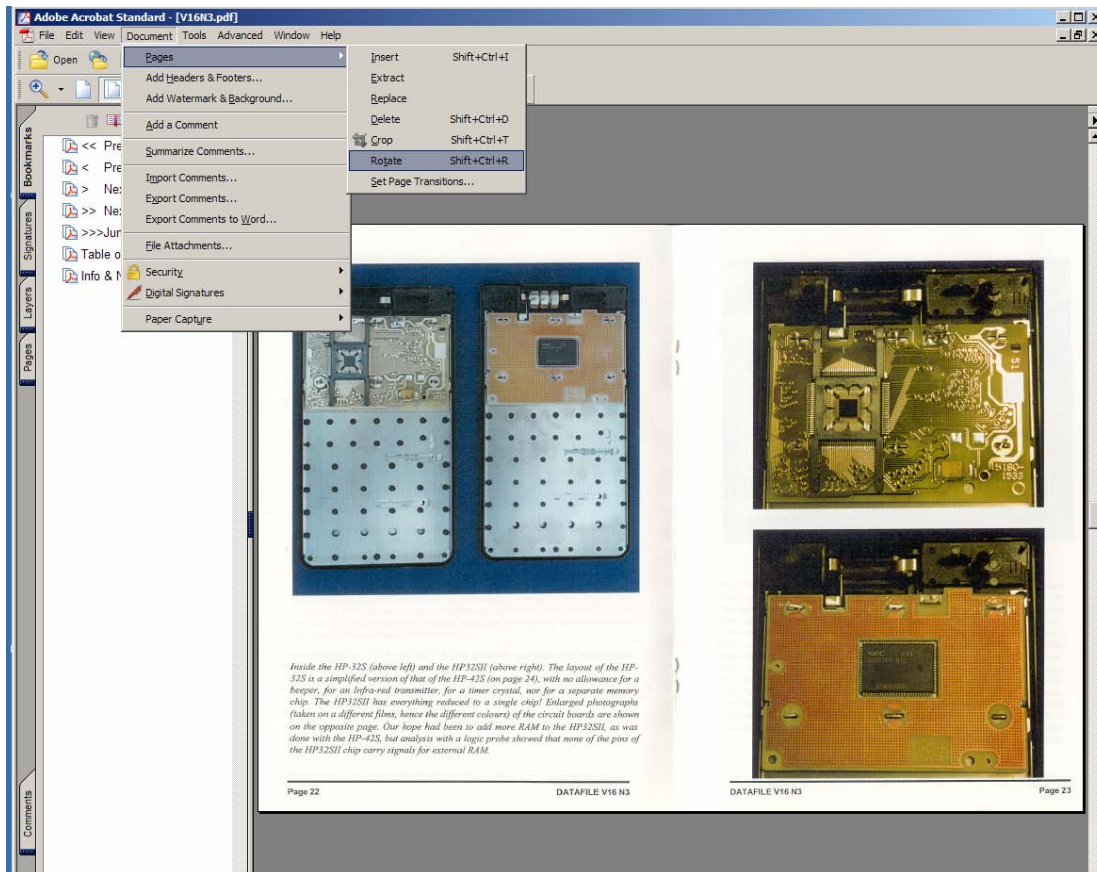 Adobe Acrobat Standard - [V16N3.pdf]
File Edit View Document Tools Advanced Window Help
Open
Pages
Add Headers & Footers...
Add Watermark & Background...
Add a Comment
Summarize Comments...
Import Comments...
Export Comments...
Export Comments to Word...
File Attachments...
Security
Digital Signatures
Paper Capture
Insert Shift+Ctrl+I
Extract
Replace
Delete Shift+Ctrl+D
Crop Shift+Ctrl+T
Rotate Shift+Ctrl+R
Set Page Transitions...
Bookmarks
Signatures
Layers
Pages
Comments
<< Pre
< Pre
> Ne
>> Ne
>>>Jur
Table o
Info & N
Inside the HP-32S (above left) and the HP32SII (above right). The layout of the HP-
32S is a simplified version of that of the HP-42S (on page 24), with no allowance for a
beeper, for an Infra-red transmitter, for a timer crystal, nor for a separate memory
chip. The HP32SII has everything reduced to a single chip! Enlarged photographs
(taken on a different films, hence the different colours) of the circuit boards are shown
on the opposite page. Our hope had been to add more RAM to the HP32SII, as was
done with the HP-42S, but analysis with a logic probe showed that none of the pins of
the HP32SII chip carry signals for external RAM.
Page 22 DATAFILE V16 N3
DATAFILE V16 N3 Page 23